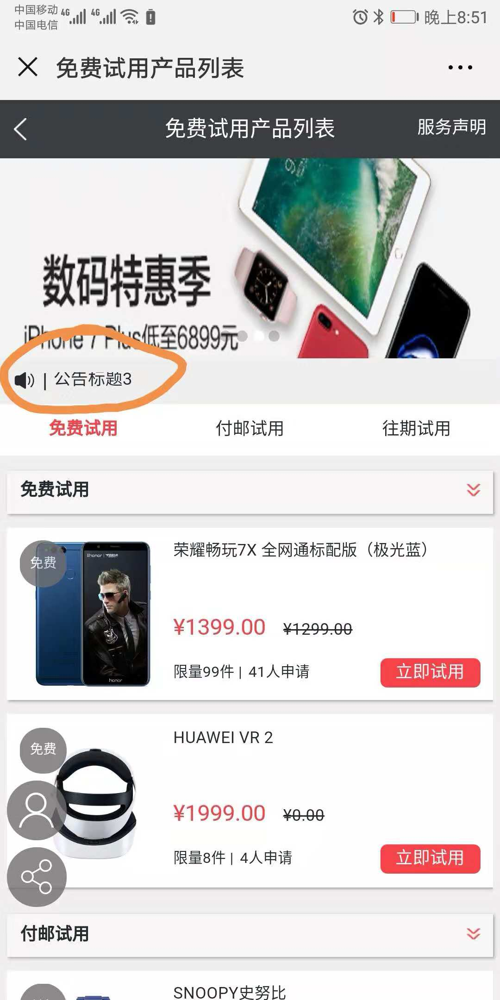 中国移动 4G 4G 晚上8:51
中国电信
免费试用产品列表
免费试用产品列表 服务声明
数码特惠季
iPhone 7 Plus低至6899元
| 公告标题3
免费试用 付邮试用 往期试用
免费试用
免费
荣耀畅玩7X 全网通标配版（极光蓝）
honor
¥1399.00 ¥1299.00
限量99件 | 41人申请 立即试用
honor
免费
HUAWEI VR 2
¥1999.00 ¥0.00
限量8件 | 4人申请 立即试用
付邮试用
SNOOPY史努比